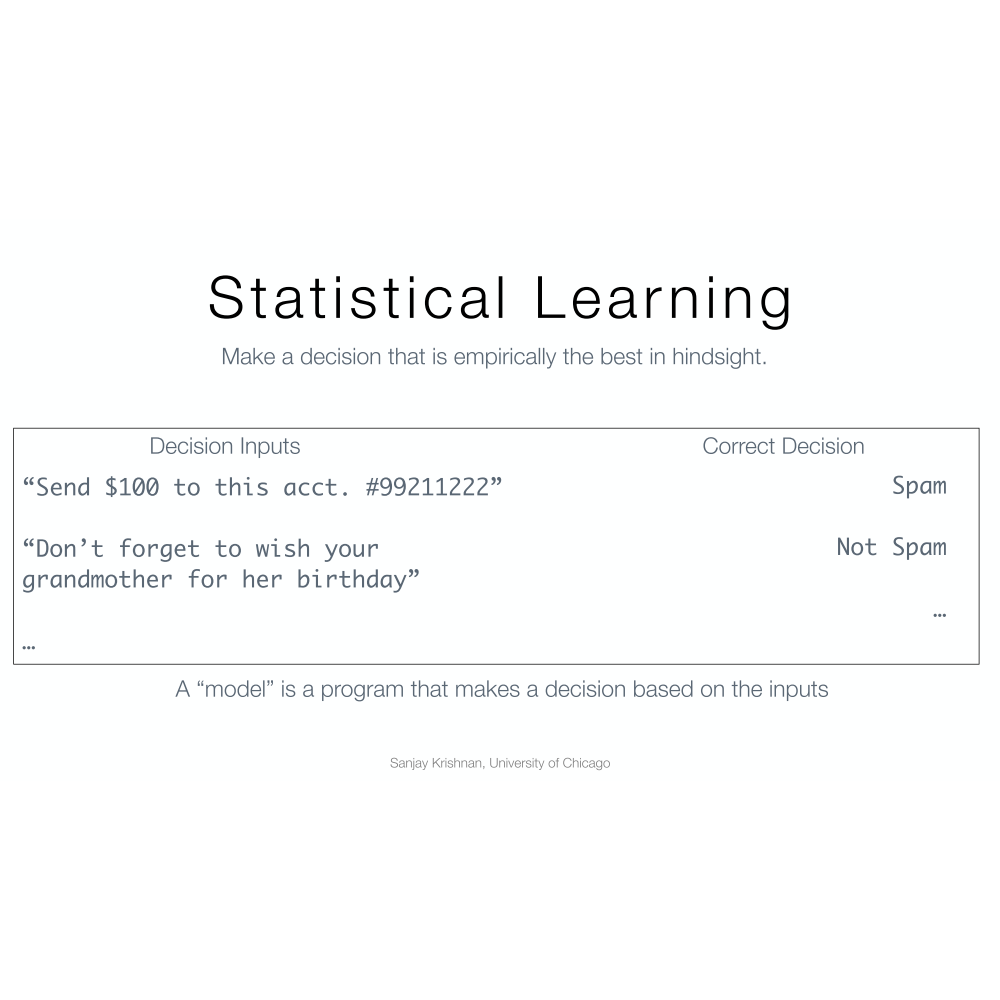 Statistical Learning
Make a decision that is empirically the best in hindsight.
Decision Inputs
Correct Decision
“Send $100 to this acct. #99211222”
Spam
“Don’t forget to wish your
grandmother for her birthday”
Not Spam
…
…
A “model” is a program that makes a decision based on the inputs
Sanjay Krishnan, University of Chicago